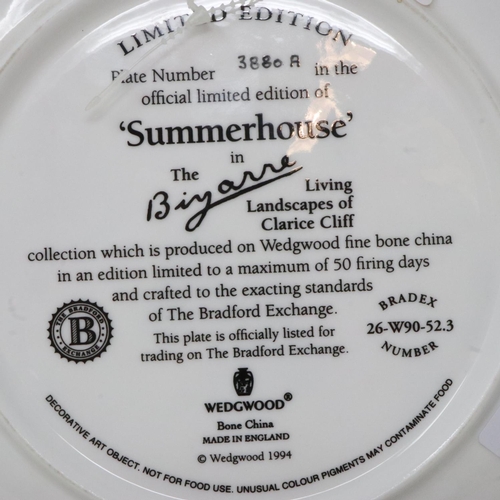 LIMITED EDITION
Plate Number 3880 A in the
official limited edition of
'Summerhouse'
in
The
Bizarre
Living
Landscapes of
Clarice Cliff
collection which is produced on Wedgwood fine bone china
in an edition limited to a maximum of 50 firing days
and crafted to the exacting standards
of The Bradford Exchange.
This plate is officially listed for
trading on The Bradford Exchange.
THE BRADFORD
B
EXCHANGE
BRADEX
26-W90-52.3
NUMBER
WEDGWOOD®
Bone China
MADE IN ENGLAND
© Wedgwood 1994
DECORATIVE ART OBJECT. NOT FOR FOOD USE. UNUSUAL COLOUR PIGMENTS MAY CONTAMINATE FOOD